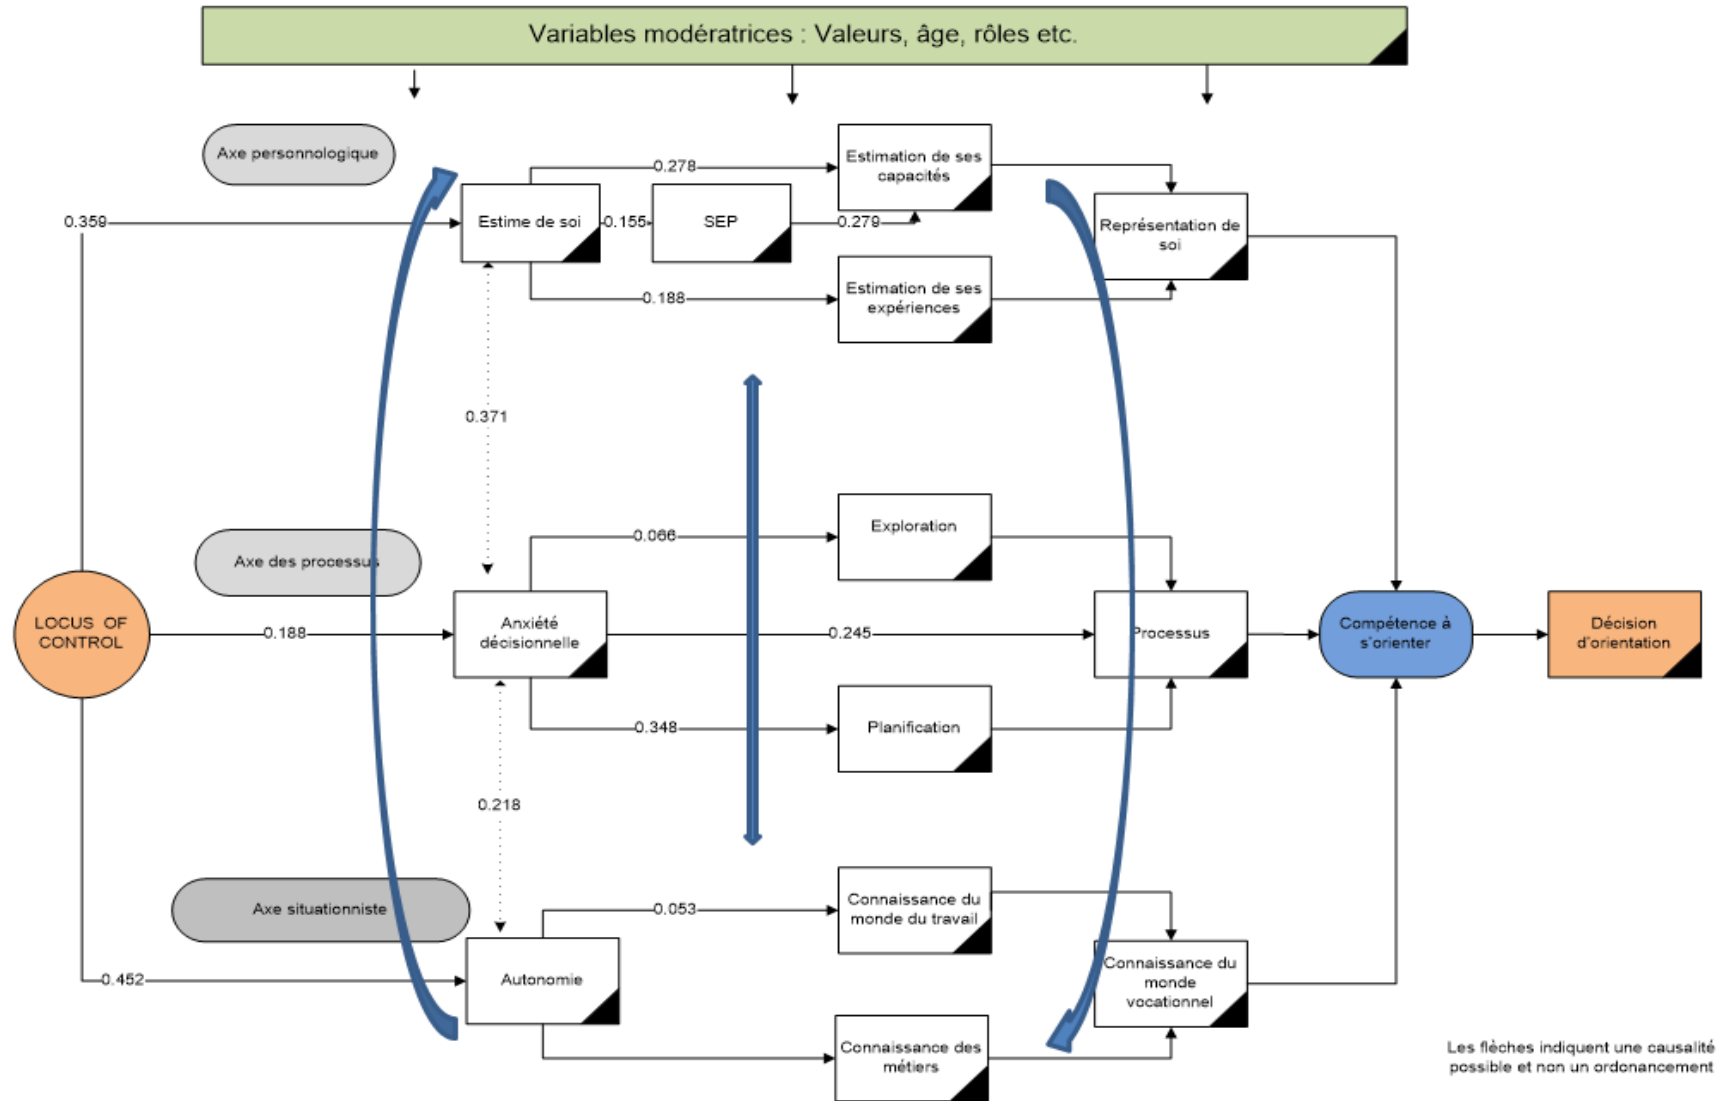 Variables modératrices : Valeurs, âge, rôles etc.
Axe personnologique
0.359
Estime de soi
0.278
0.155
SEP
0.279
0.188
Estimation de ses
capacités
Estimation de ses
expériences
Représentation de
soi
0.371
Axe des processus
LOCUS OF
CONTROL
0.188
Anxiété
décisionnelle
0.066
0.245
0.348
Exploration
Planification
Processus
Compétence à
s'orienter
Décision
d'orientation
0.218
Axe situationniste
0.452
Autonomie
0.053
Connaissance du
monde du travail
Connaissance des
métiers
Connaissance du
monde
vocationnel
Les flèches indiquent une causalité
possible et non un ordonancement